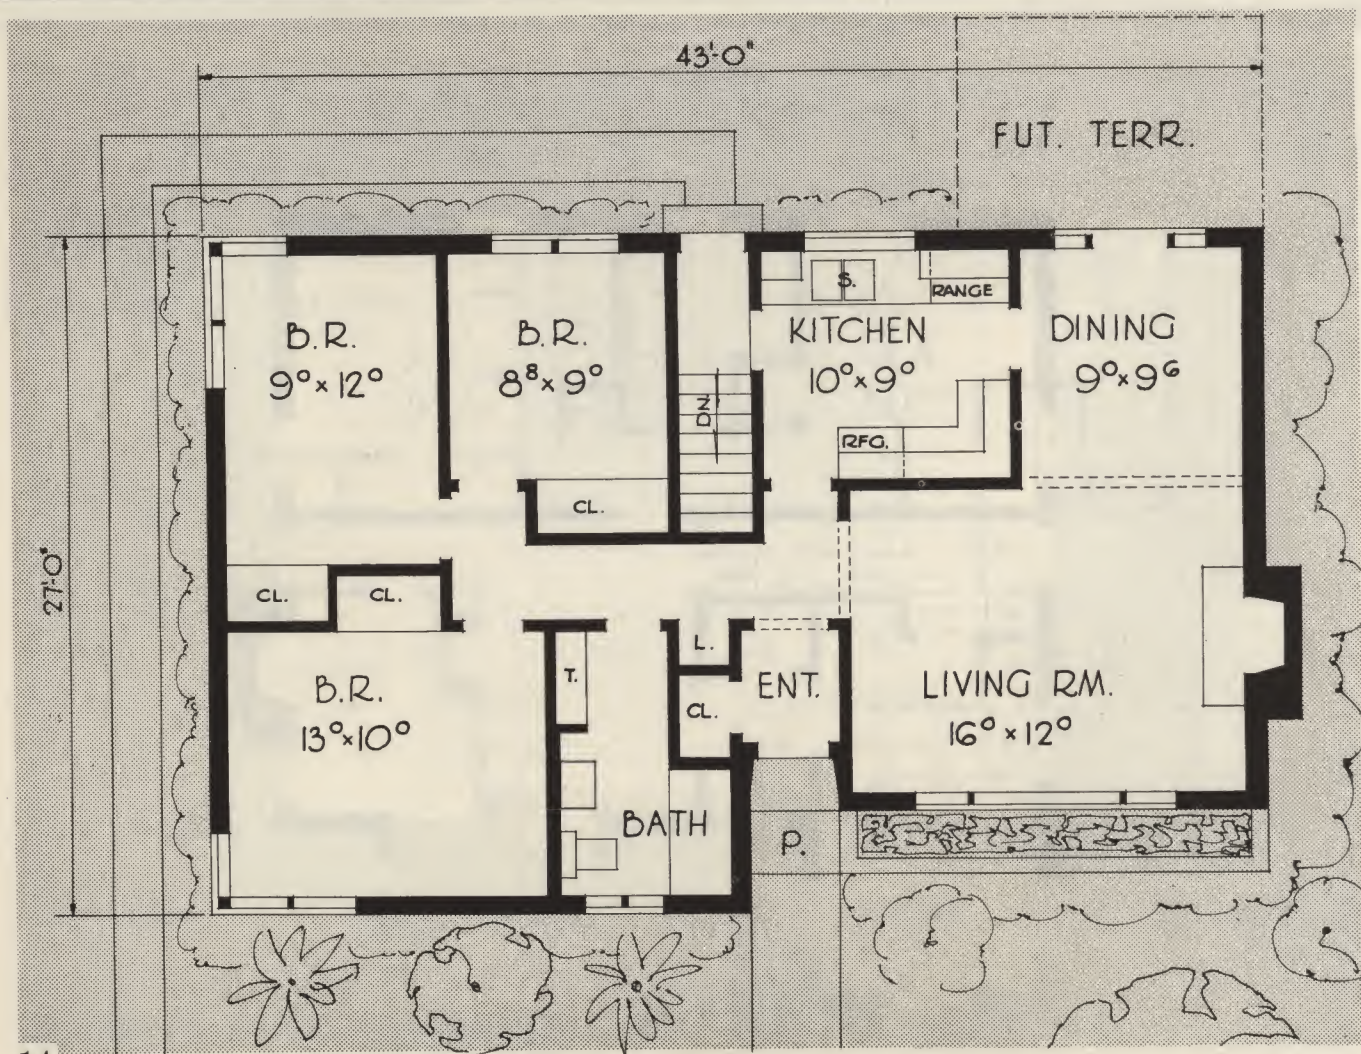 43'-0"
FUT. TERR.
S.
RANGE
B.R.
9⁰ x 12⁰
B.R.
8⁸ x 9⁰
KITCHEN
10⁰ x 9⁰
DINING
9⁰ x 9⁶
DN
RFG.
CL.
27'-0"
CL.
CL.
L.
T.
B.R.
13⁰ x 10⁰
CL.
ENT.
LIVING RM.
16⁰ x 12⁰
BATH
P.